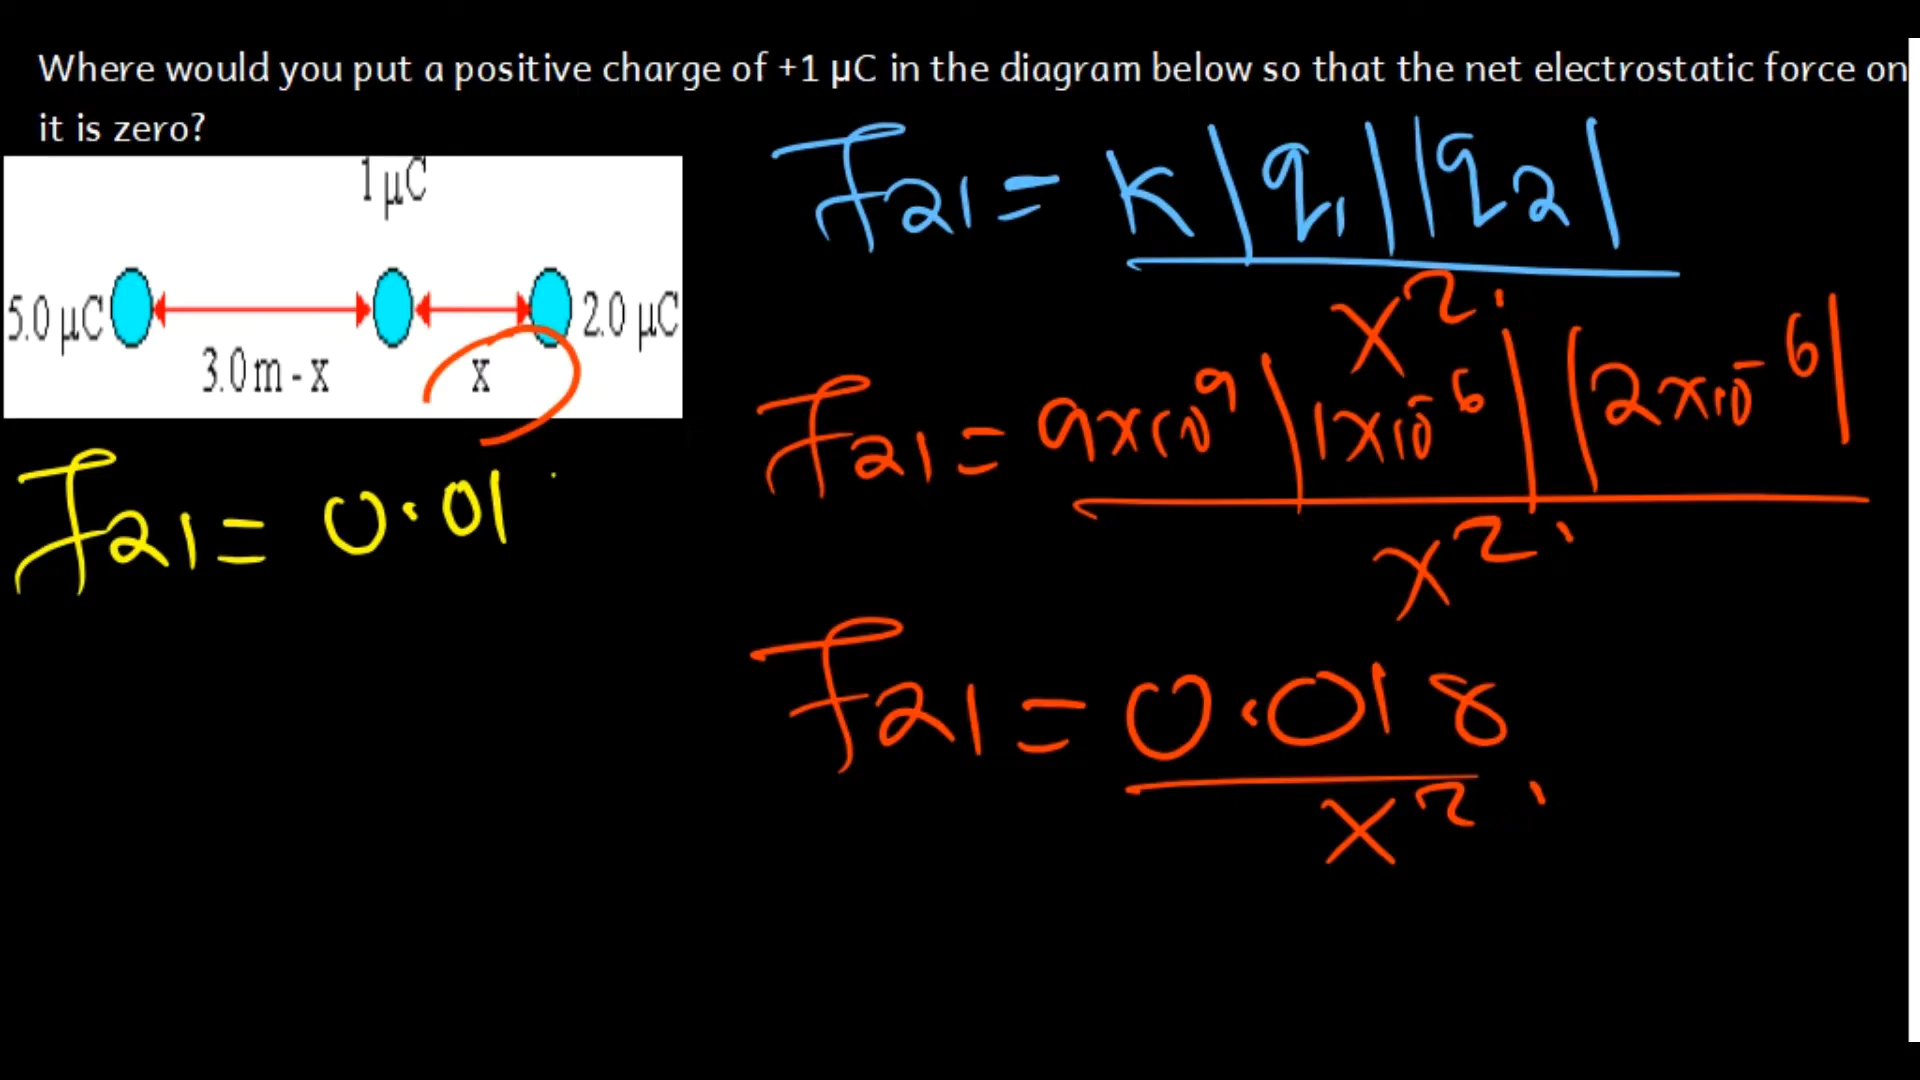 Where would you put a positive charge of +1 μC in the diagram below so that the net electrostatic force on
it is zero?
1 μC
5.0 μC
2.0 μC
3.0 m - x
x
F21 = K|q1||q2|
x².
F21 = 9x10⁹|1x10⁻⁶||2x10⁻⁶|
x².
F21 = 0.018
x².
F21 = 0.01